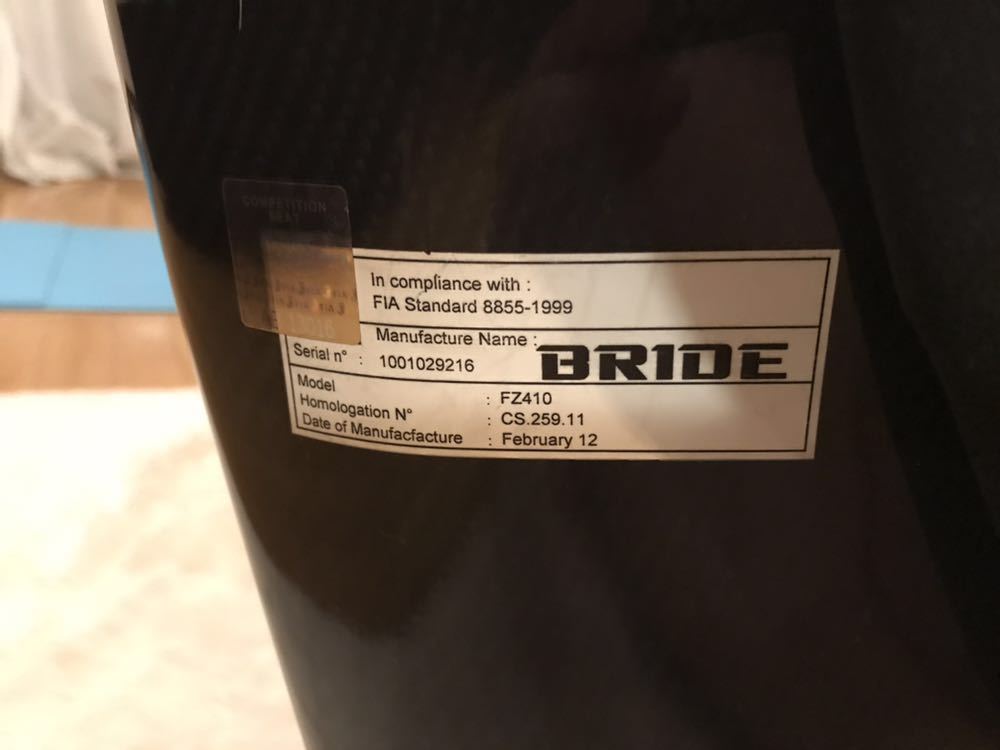 COMPETITION
SEAT
In compliance with :
FIA Standard 8855-1999
Manufacture Name :
Serial n° : 1001029216
BRIDE
Model : FZ410
Homologation N° : CS.259.11
Date of Manufacfacture : February 12